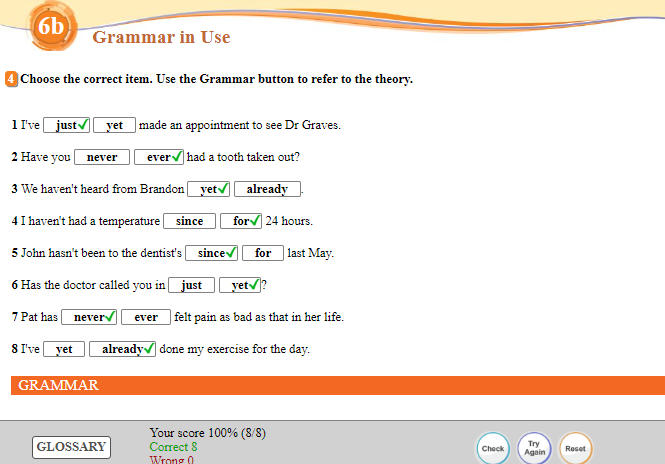 6b
Grammar in Use
4 Choose the correct item. Use the Grammar button to refer to the theory.
1 I've just✓ yet made an appointment to see Dr Graves.
2 Have you never ever✓ had a tooth taken out?
3 We haven't heard from Brandon yet✓ already .
4 I haven't had a temperature since for✓ 24 hours.
5 John hasn't been to the dentist's since✓ for last May.
6 Has the doctor called you in just yet✓ ?
7 Pat has never✓ ever felt pain as bad as that in her life.
8 I've yet already✓ done my exercise for the day.
GRAMMAR
GLOSSARY
Your score 100% (8/8)
Correct 8
Wrong 0
Check
Try
Again
Reset